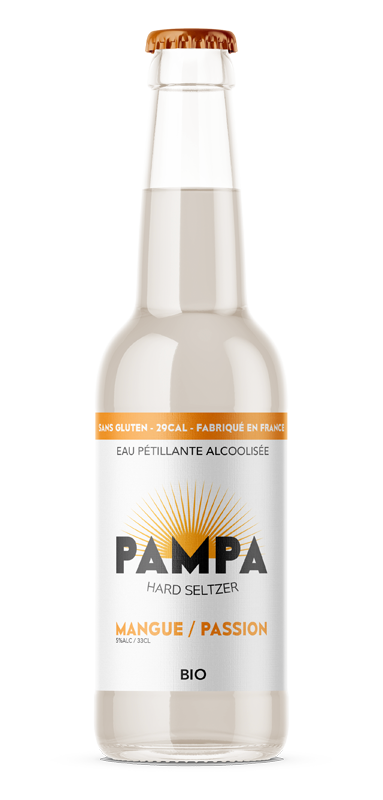 SANS GLUTEN - 29CAL - FABRIQUÉ EN FRANCE
EAU PÉTILLANTE ALCOOLISÉE
PAMPA
HARD SELTZER
MANGUE / PASSION
5%ALC / 33CL
BIO